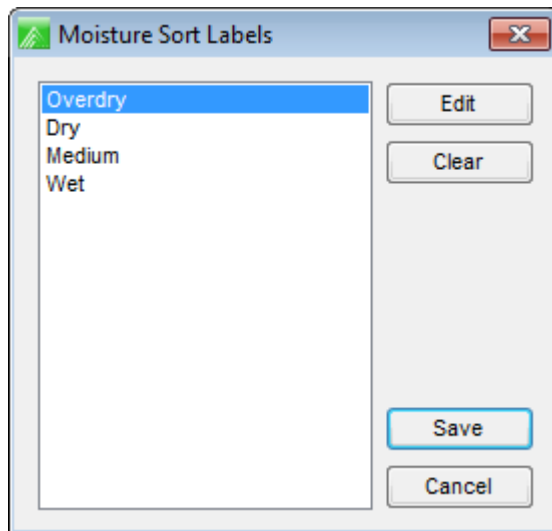 Moisture Sort Labels
Overdry
Dry
Medium
Wet
Edit
Clear
Save
Cancel